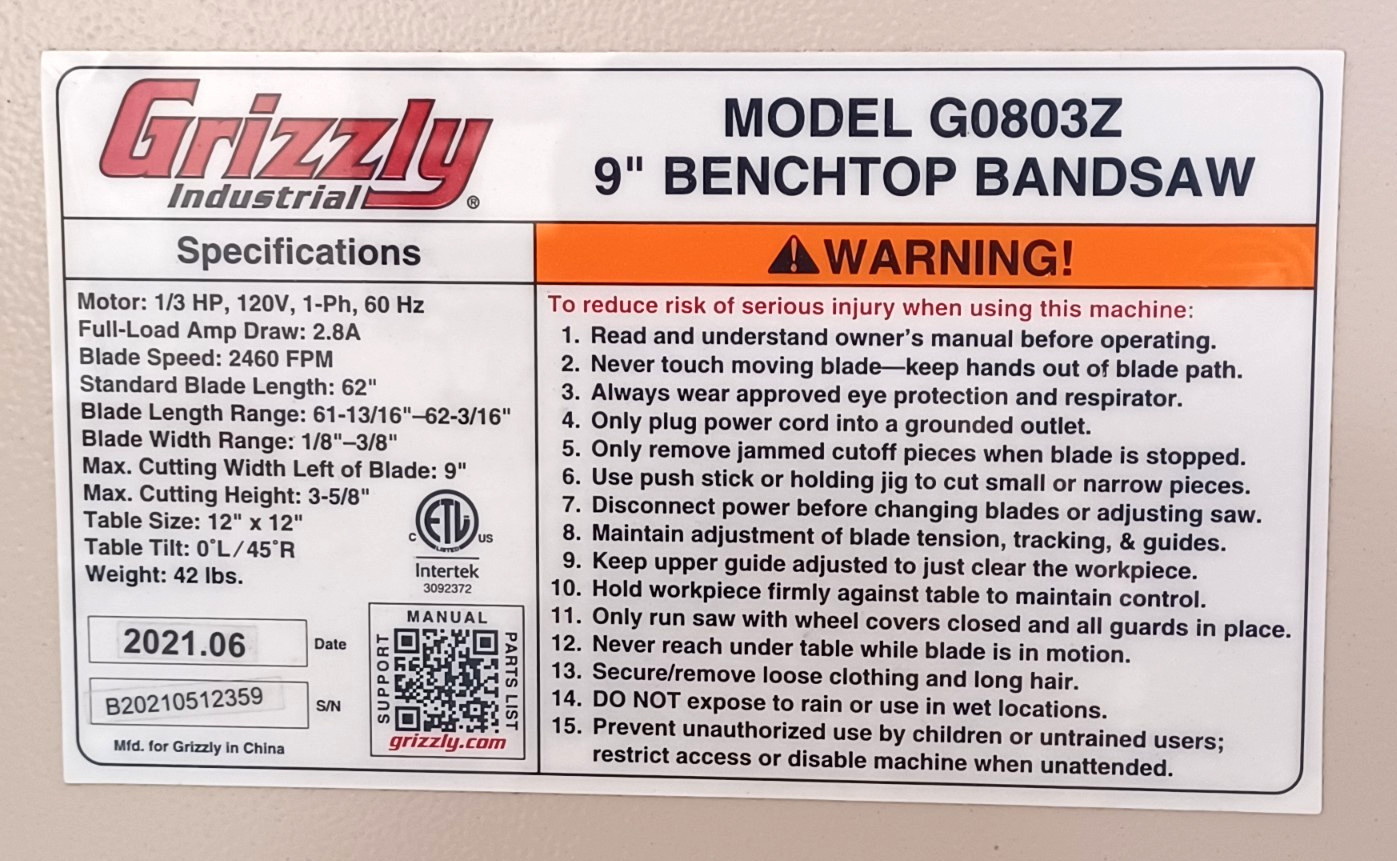 Grizzly
Industrial®
MODEL G0803Z
9" BENCHTOP BANDSAW
Specifications
Motor: 1/3 HP, 120V, 1-Ph, 60 Hz
Full-Load Amp Draw: 2.8A
Blade Speed: 2460 FPM
Standard Blade Length: 62"
Blade Length Range: 61-13/16"–62-3/16"
Blade Width Range: 1/8"–3/8"
Max. Cutting Width Left of Blade: 9"
Max. Cutting Height: 3-5/8"
Table Size: 12" x 12"
Table Tilt: 0°L/45°R
Weight: 42 lbs.
C ETL US
LISTED
Intertek
3092372
2021.06 Date
B20210512359 S/N
Mfd. for Grizzly in China
MANUAL
SUPPORT
PARTS LIST
grizzly.com
WARNING!
To reduce risk of serious injury when using this machine:
1. Read and understand owner’s manual before operating.
2. Never touch moving blade—keep hands out of blade path.
3. Always wear approved eye protection and respirator.
4. Only plug power cord into a grounded outlet.
5. Only remove jammed cutoff pieces when blade is stopped.
6. Use push stick or holding jig to cut small or narrow pieces.
7. Disconnect power before changing blades or adjusting saw.
8. Maintain adjustment of blade tension, tracking, & guides.
9. Keep upper guide adjusted to just clear the workpiece.
10. Hold workpiece firmly against table to maintain control.
11. Only run saw with wheel covers closed and all guards in place.
12. Never reach under table while blade is in motion.
13. Secure/remove loose clothing and long hair.
14. DO NOT expose to rain or use in wet locations.
15. Prevent unauthorized use by children or untrained users;
restrict access or disable machine when unattended.